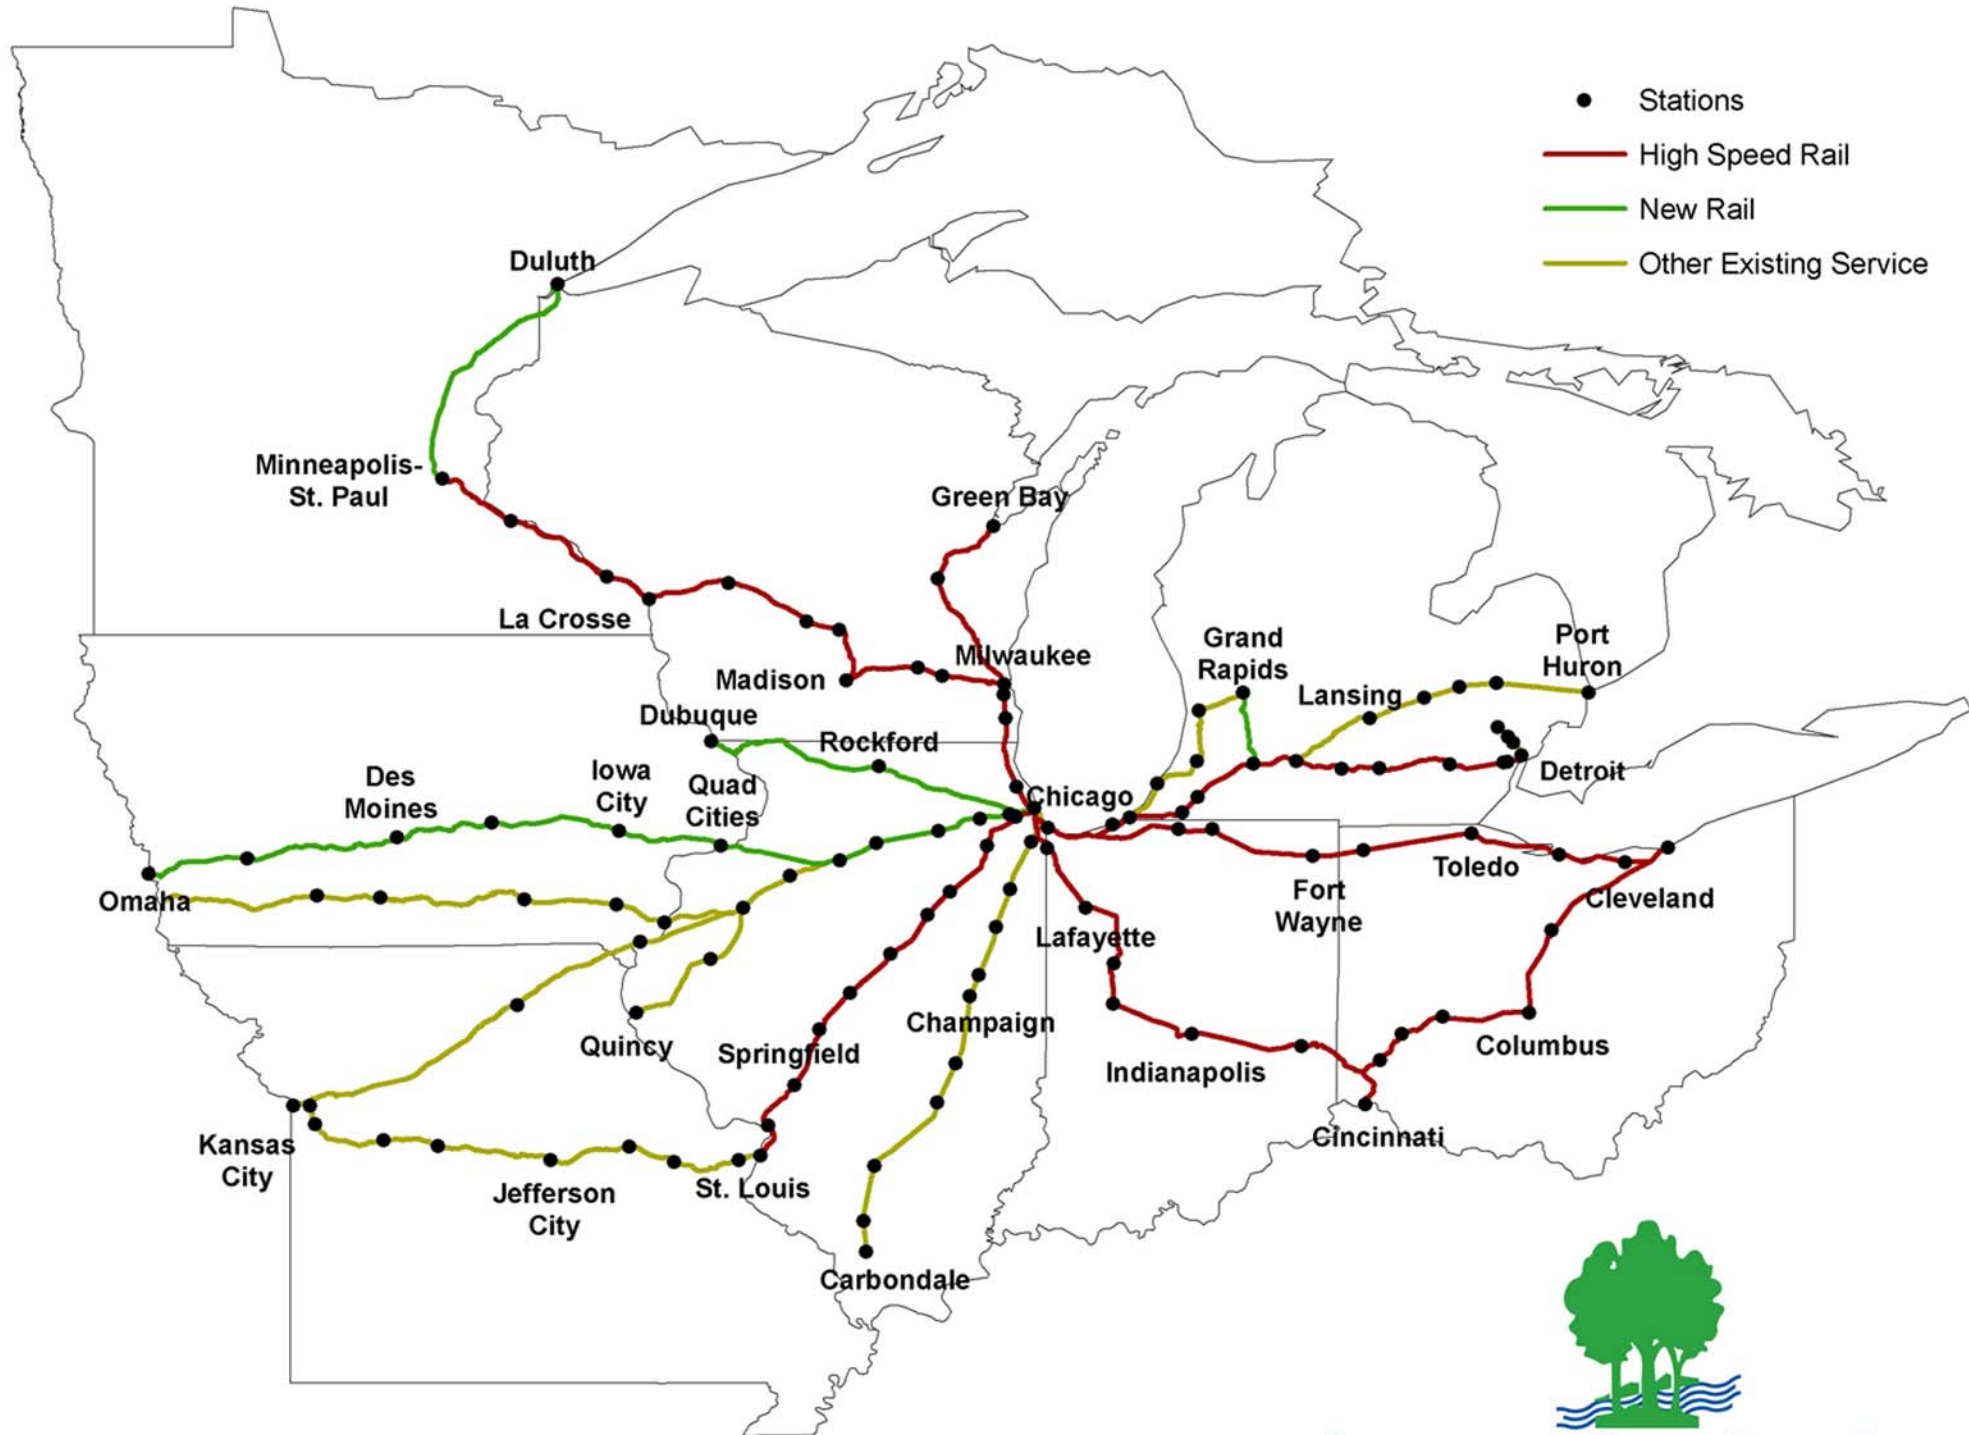 Stations
High Speed Rail
New Rail
Other Existing Service
Duluth
Minneapolis-
St. Paul
Green Bay
La Crosse
Milwaukee
Madison
Grand
Rapids
Port
Huron
Lansing
Dubuque
Rockford
Detroit
Des
Moines
Iowa
City
Quad
Cities
Chicago
Omaha
Toledo
Fort
Wayne
Cleveland
Lafayette
Champaign
Quincy
Springfield
Columbus
Indianapolis
Kansas
City
Cincinnati
Jefferson
City
St. Louis
Carbondale